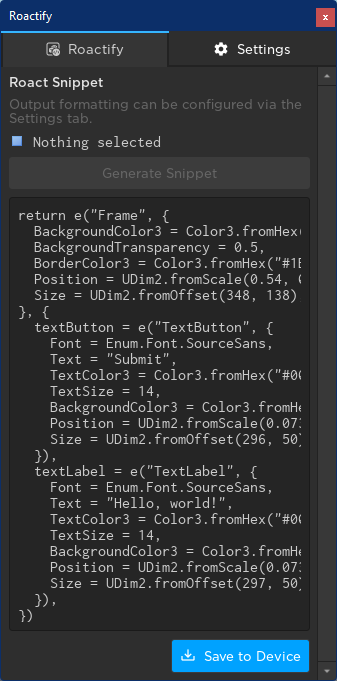 Roactify
Roactify
Settings
Roact Snippet
Output formatting can be configured via the
Settings tab.
Nothing selected
Generate Snippet
return e("Frame", {
  BackgroundColor3 = Color3.fromHex(
  BackgroundTransparency = 0.5,
  BorderColor3 = Color3.fromHex("#1B
  Position = UDim2.fromScale(0.54, 0
  Size = UDim2.fromOffset(348, 138)
}, {
  textButton = e("TextButton", {
    Font = Enum.Font.SourceSans,
    Text = "Submit",
    TextColor3 = Color3.fromHex("#00
    TextSize = 14,
    BackgroundColor3 = Color3.fromHe
    Position = UDim2.fromScale(0.073
    Size = UDim2.fromOffset(296, 50)
  }),
  textLabel = e("TextLabel", {
    Font = Enum.Font.SourceSans,
    Text = "Hello, world!",
    TextColor3 = Color3.fromHex("#00
    TextSize = 14,
    BackgroundColor3 = Color3.fromHe
    Position = UDim2.fromScale(0.073
    Size = UDim2.fromOffset(297, 50)
  }),
})
Save to Device